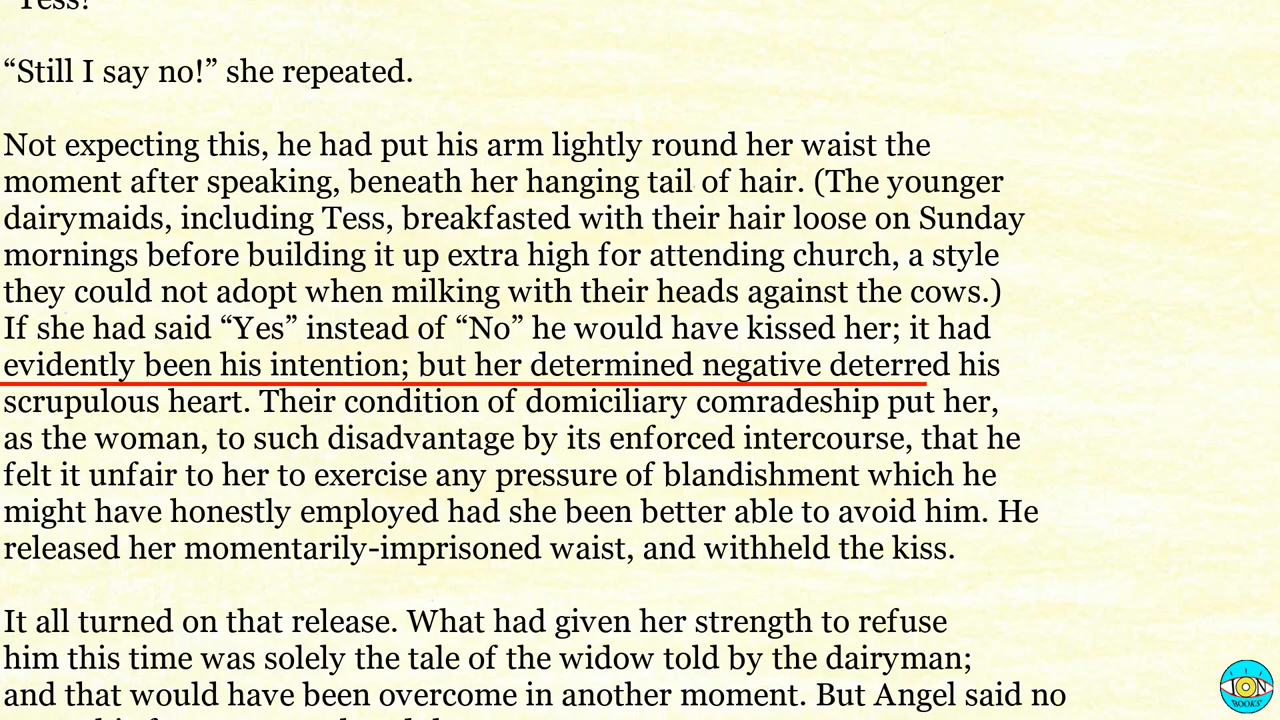 Tess!
“Still I say no!” she repeated.
Not expecting this, he had put his arm lightly round her waist the
moment after speaking, beneath her hanging tail of hair. (The younger
dairymaids, including Tess, breakfasted with their hair loose on Sunday
mornings before building it up extra high for attending church, a style
they could not adopt when milking with their heads against the cows.)
If she had said “Yes” instead of “No” he would have kissed her; it had
evidently been his intention; but her determined negative deterred his
scrupulous heart. Their condition of domiciliary comradeship put her,
as the woman, to such disadvantage by its enforced intercourse, that he
felt it unfair to her to exercise any pressure of blandishment which he
might have honestly employed had she been better able to avoid him. He
released her momentarily-imprisoned waist, and withheld the kiss.
It all turned on that release. What had given her strength to refuse
him this time was solely the tale of the widow told by the dairyman;
and that would have been overcome in another moment. But Angel said no
ION
BOOKS